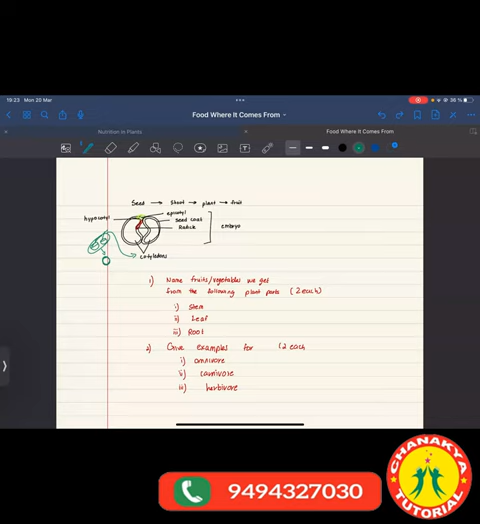 19:23 Mon 20 Mar
36 %
Food Where It Comes From
Nutrition in Plants
Food Where It Comes From
Seed → Shoot → plant → fruit
epicotyl
hypocotyl
seed coat
Radicle
embryo
cotyledons
1) Name fruits/vegetables we get
from the following plant parts (2 each)
i) Stem
ii) Leaf
iii) Root
2) Give examples for (2 each
i) omnivore
ii) carnivore
iii) herbivore
9494327030
CHANAKYA
TUTORIAL